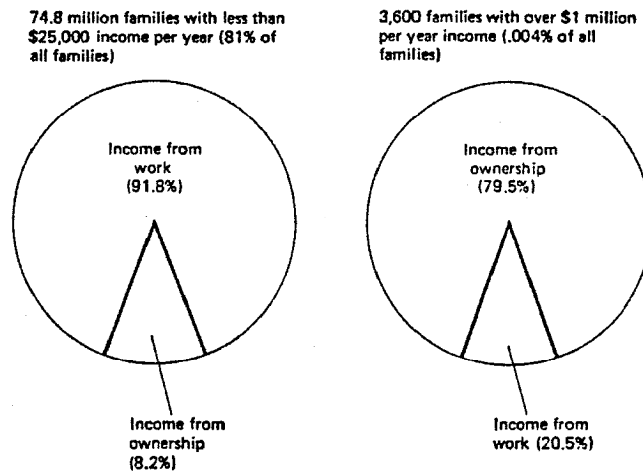 74.8 million families with less than
$25,000 income per year (81% of
all families)
Income from
work
(91.8%)
Income from
ownership
(8.2%)
3,600 families with over $1 million
per year income (.004% of all
families)
Income from
ownership
(79.5%)
Income from
work (20.5%)